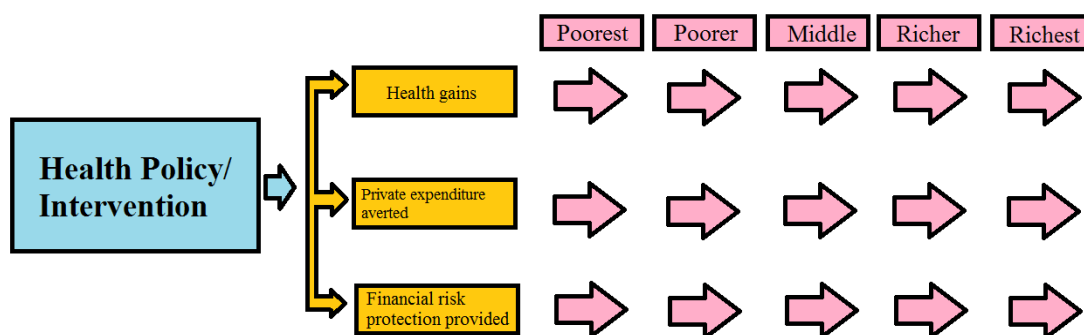 Poorest
Poorer
Middle
Richer
Richest
Health gains
Health Policy/
Intervention
Private expenditure
averted
Financial risk
protection provided